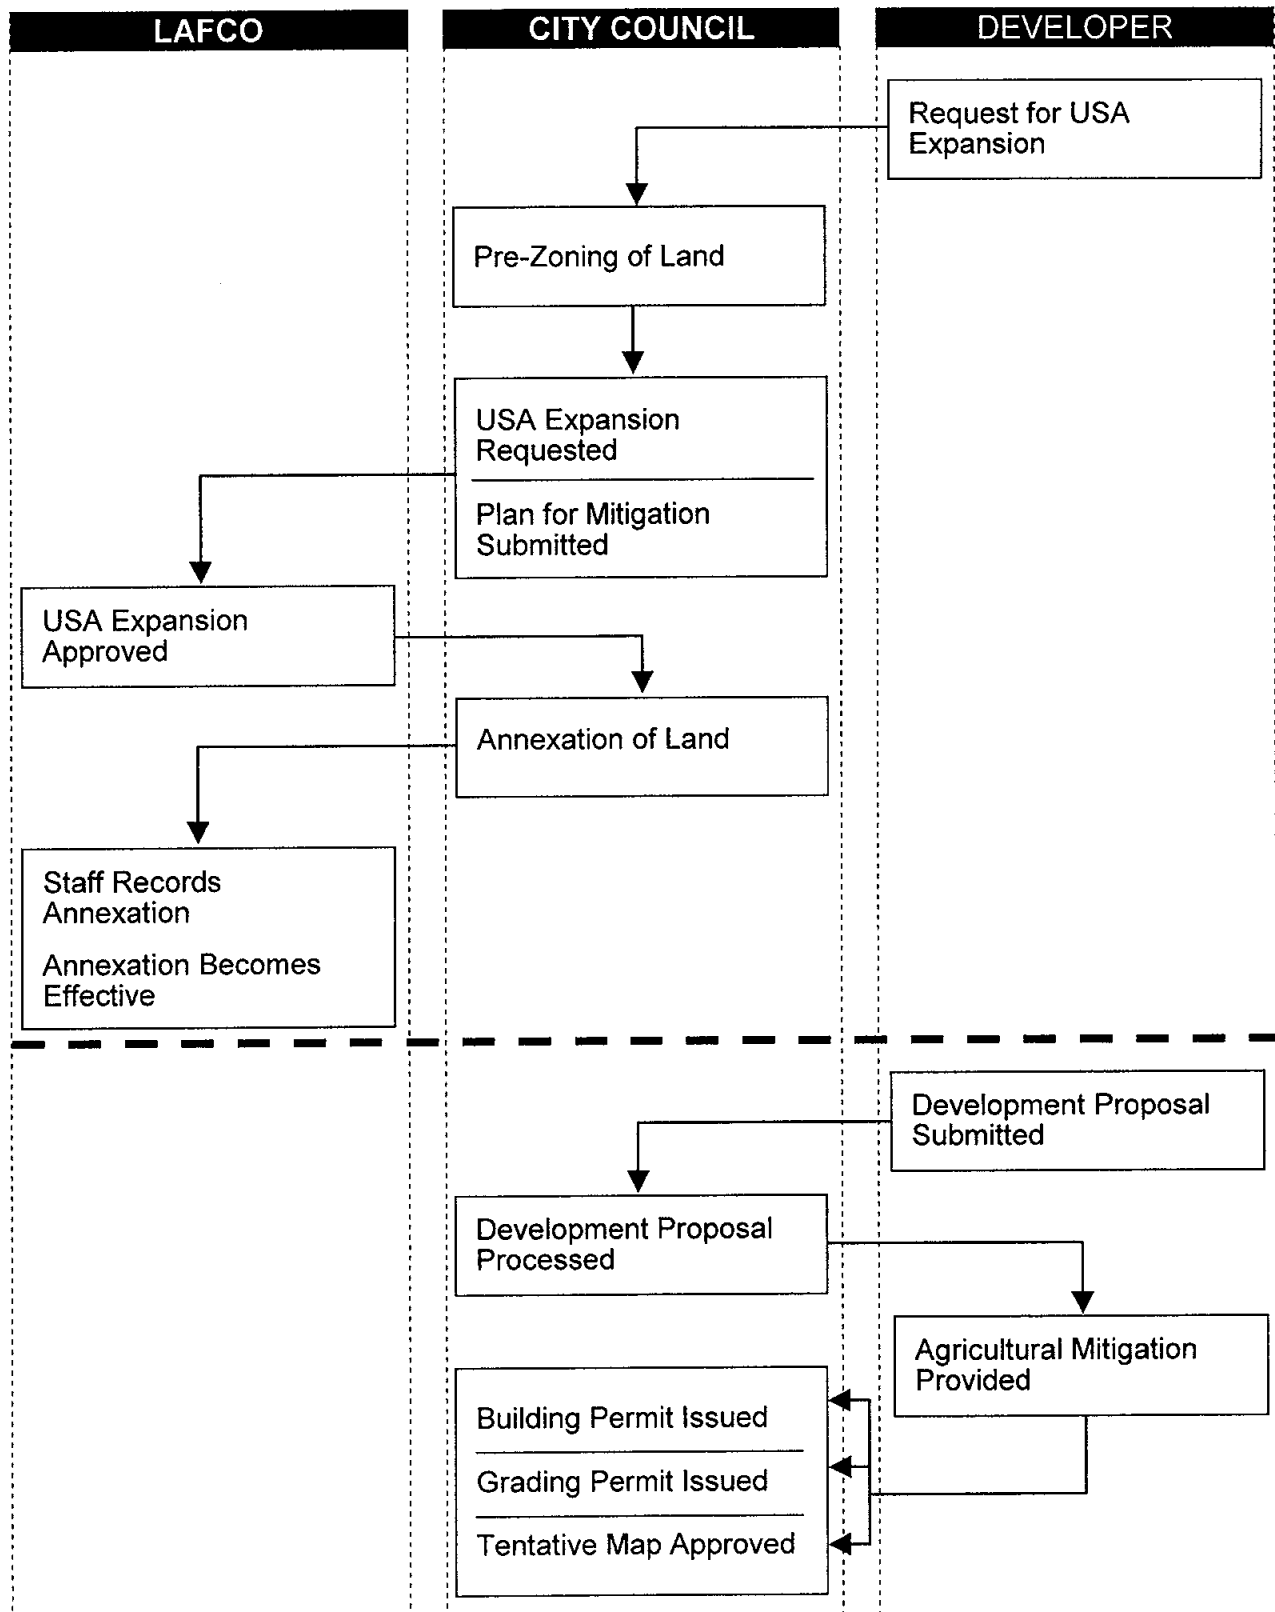 LAFCO
CITY COUNCIL
DEVELOPER
Request for USA
Expansion
Pre-Zoning of Land
USA Expansion
Requested
Plan for Mitigation
Submitted
USA Expansion
Approved
Annexation of Land
Staff Records
Annexation
Annexation Becomes
Effective
Development Proposal
Submitted
Development Proposal
Processed
Agricultural Mitigation
Provided
Building Permit Issued
Grading Permit Issued
Tentative Map Approved